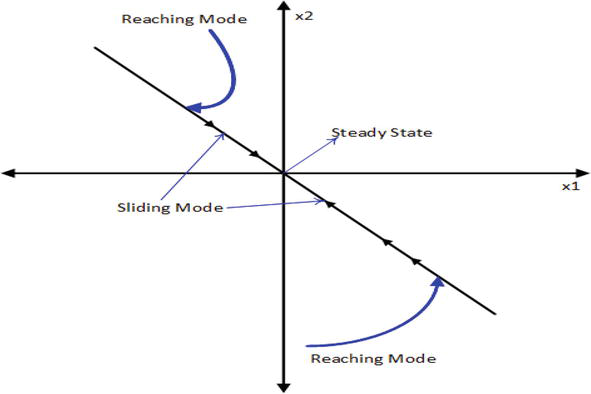 Reaching Mode
x2
Steady State
x1
Sliding Mode
Reaching Mode